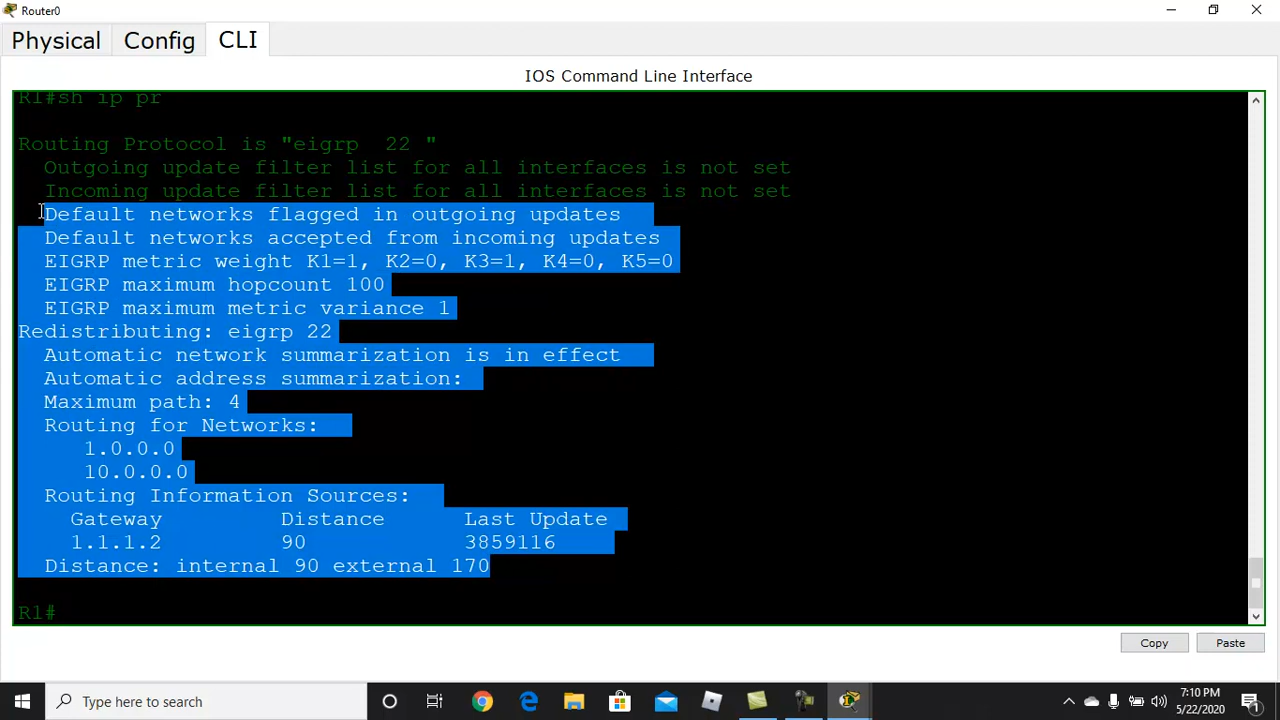 Router0
Physical Config CLI
IOS Command Line Interface
R1#sh ip pr
Routing Protocol is "eigrp  22 "
Outgoing update filter list for all interfaces is not set
Incoming update filter list for all interfaces is not set
Default networks flagged in outgoing updates
Default networks accepted from incoming updates
EIGRP metric weight K1=1, K2=0, K3=1, K4=0, K5=0
EIGRP maximum hopcount 100
EIGRP maximum metric variance 1
Redistributing: eigrp 22
Automatic network summarization is in effect
Automatic address summarization:
Maximum path: 4
Routing for Networks:
1.0.0.0
10.0.0.0
Routing Information Sources:
Gateway Distance Last Update
1.1.1.2 90 3859116
Distance: internal 90 external 170
R1#
Copy Paste
Type here to search
7:10 PM
5/22/2020
1